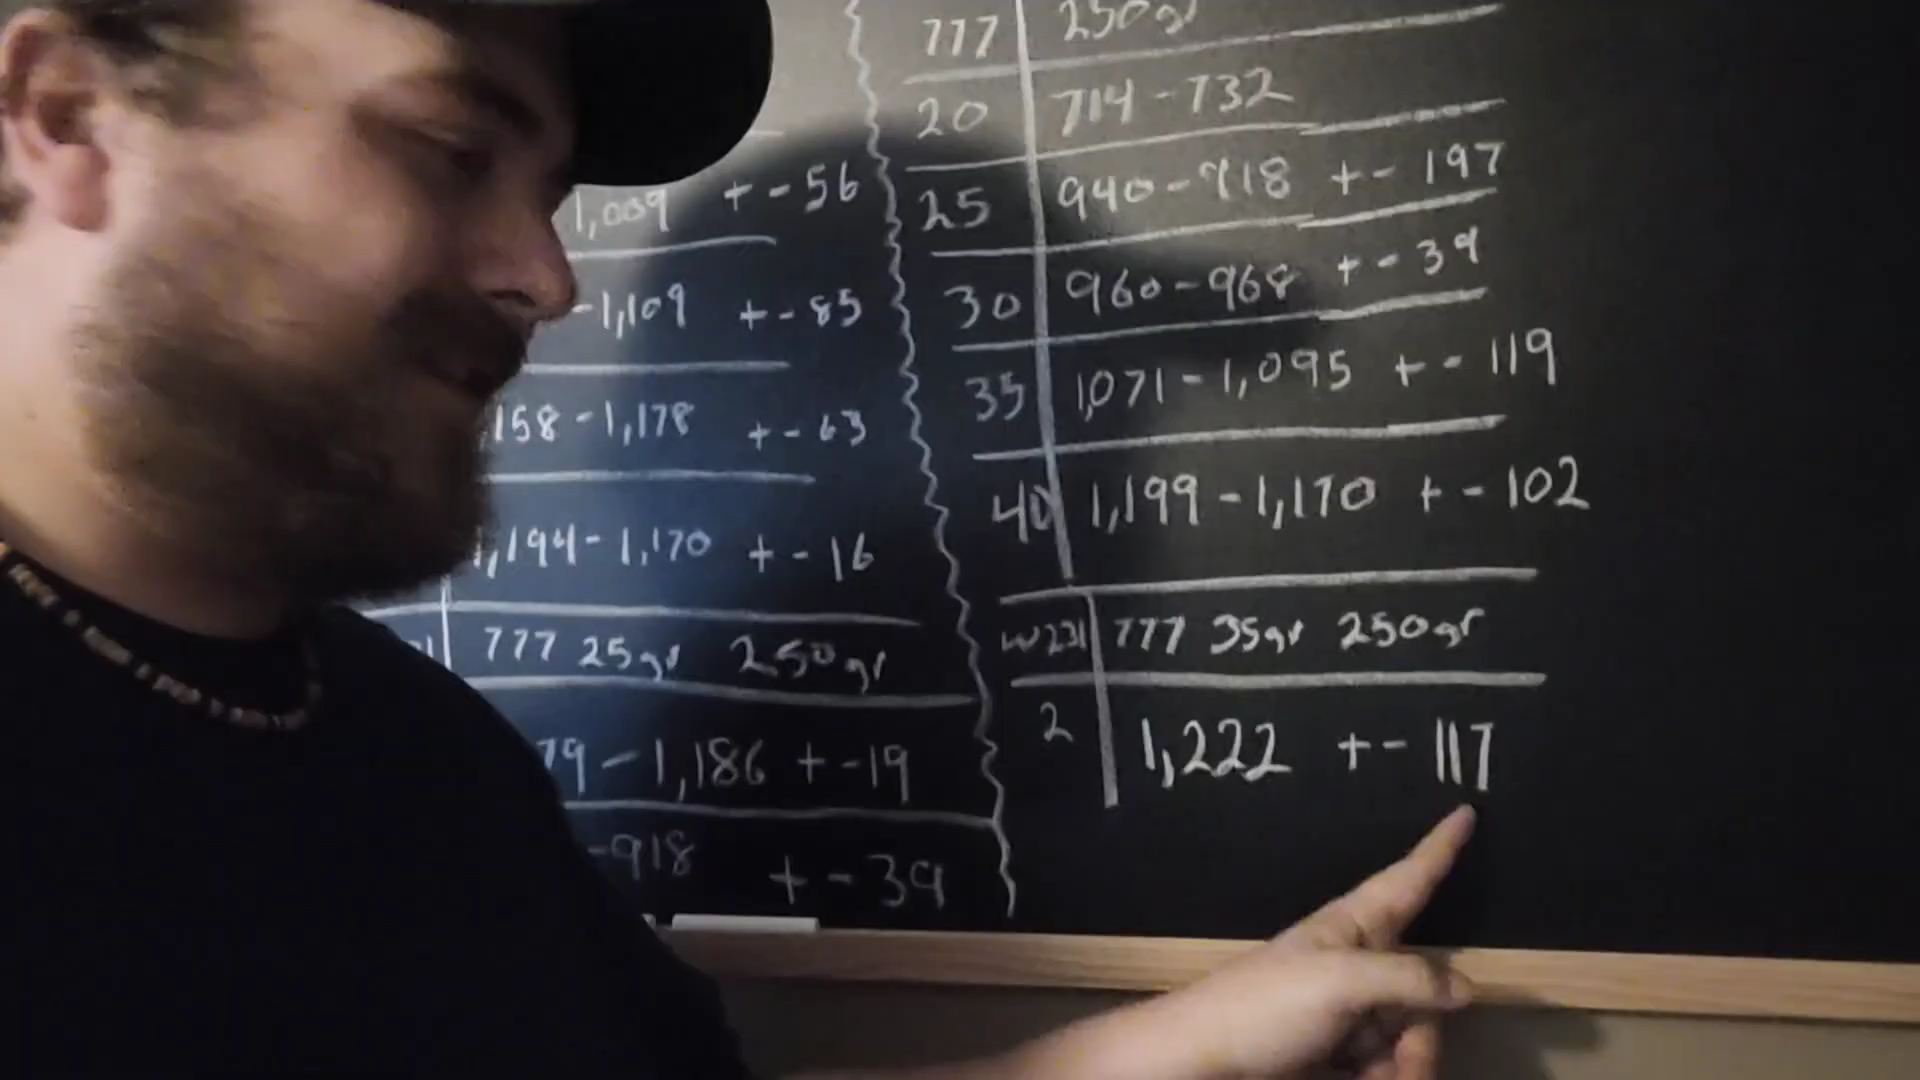 1,009 +- 56
-1,109 +- 85
158 - 1,178 +- 63
1,194 - 1,170 +- 16
777 25gr 250gr
79 - 1,186 +-19
-918 +- 39
777 250gr
20 714 - 732
25 940 - 718 +- 197
30 960 - 968 +- 39
35 1,071 - 1,095 +- 119
40 1,199 - 1,170 +- 102
W231 777 35gr 250gr
2 1,222 +- 117